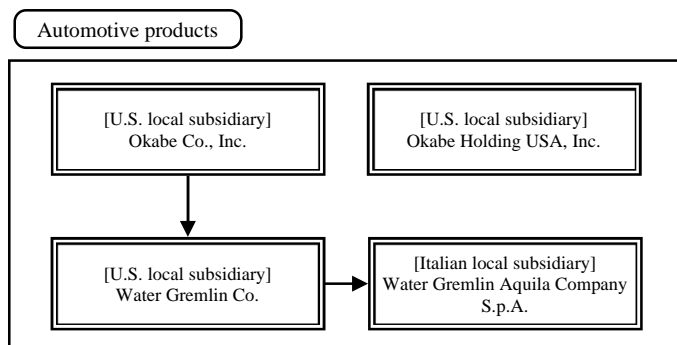 Automotive products
[U.S. local subsidiary]
Okabe Co., Inc.
[U.S. local subsidiary]
Okabe Holding USA, Inc.
[U.S. local subsidiary]
Water Gremlin Co.
[Italian local subsidiary]
Water Gremlin Aquila Company
S.p.A.